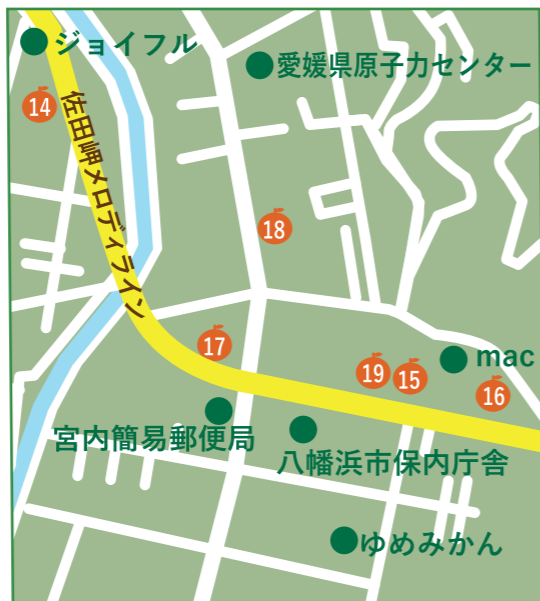 ジョイフル
愛媛県原子力センター
14
佐田岬メロディライン
18
17
19
15
mac
16
宮内簡易郵便局
八幡浜市保内庁舎
ゆめみかん